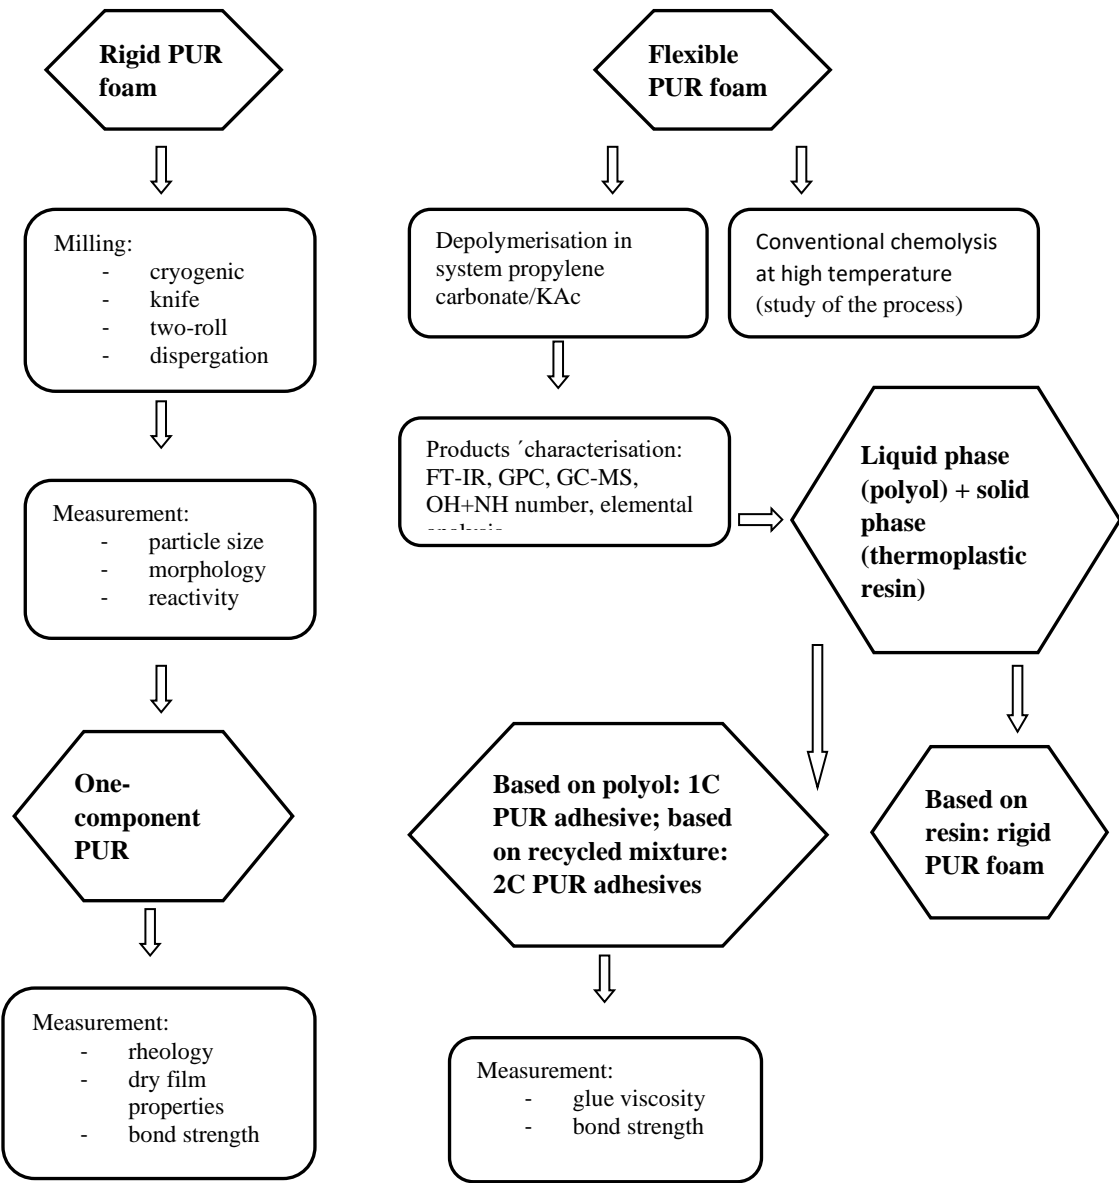 Rigid PUR
foam
Milling:
- cryogenic
- knife
- two-roll
- dispergation
Measurement:
- particle size
- morphology
- reactivity
One-
component
PUR
Measurement:
- rheology
- dry film
properties
- bond strength
Flexible
PUR foam
Depolymerisation in
system propylene
carbonate/KAc
Conventional chemolysis
at high temperature
(study of the process)
Products ´characterisation:
FT-IR, GPC, GC-MS,
OH+NH number, elemental
Liquid phase
(polyol) + solid
phase
(thermoplastic
resin)
Based on polyol: 1C
PUR adhesive; based
on recycled mixture:
2C PUR adhesives
Based on
resin: rigid
PUR foam
Measurement:
- glue viscosity
- bond strength